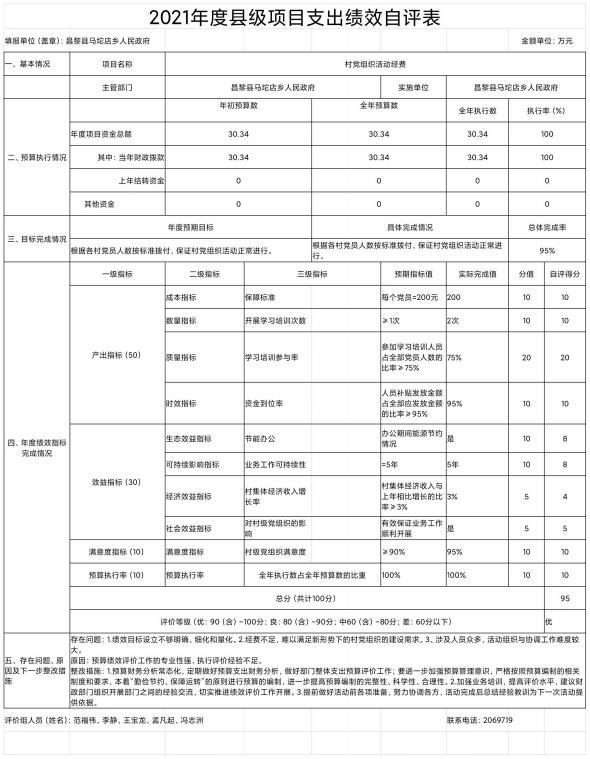 2021年度县级项目支出绩效自评表
填报单位（盖章）：昌黎县马坨店乡人民政府 金额单位：万元
一、基本情况 项目名称 村党组织活动经费
主管部门 昌黎县马坨店乡人民政府 实施单位 昌黎县马坨店乡人民政府
二、预算执行情况 年初预算数 全年预算数 全年执行数 执行率（%）
年度项目资金总额 30.34 30.34 30.34 100
其中：当年财政拨款 30.34 30.34 30.34 100
上年结转资金 0 0 0 0
其他资金 0 0 0 0
三、目标完成情况 年度预期目标 具体完成情况 总体完成率
根据各村党员人数按标准拨付，保证村党组织活动正常进行。 根据各村党员人数按标准拨付，保证村党组织活动正常进
行。 95%
四、年度绩效指标
完成情况
一级指标 二级指标 三级指标 预期指标值 实际完成值 分值 自评得分
产出指标（50） 成本指标 保障标准 每个党员=200元 200 10 10
数量指标 开展学习培训次数 ≥1次 2次 10 10
质量指标 学习培训参与率 参加学习培训人员
占全部党员人数的
比率≥75% 75% 20 20
时效指标 资金到位率 人员补贴发放金额
占全部应发放金额
的比率≥95% 95% 10 10
效益指标（30） 生态效益指标 节能办公 办公期间能源节约
情况 是 10 8
可持续影响指标 业务工作可持续性 =5年 5年 10 8
经济效益指标 村集体经济收入增
长率 村集体经济收入与
上年相比增长的比
率≥3% 3% 5 4
社会效益指标 对村级党组织的影
响 有效保证业务工作
顺利开展 是 5 5
满意度指标（10） 满意度指标 村级党组织满意度 ≥90% 95% 10 10
预算执行率（10） 预算执行率 全年执行数占全年预算数的比重 100% 100% 10 10
总分（共计100分） 95
评价等级（优：90（含）-100分；良：80（含）-90分；中60（含）-80分；差：60分以下） 优
五、存在问题、原
因及下一步整改措
施
存在问题：1.绩效目标设立不够明确、细化和量化。2.经费不足，难以满足新形势下的村党组织的建设需求。3、涉及人员众多，活动组织与协调工作难度较
大。
原因：预算绩效评价工作的专业性强，执行评价经验不足。
整改措施：1.预算财务分析常态化，定期做好预算支出财务分析，做好部门整体支出预算评价工作；要进一步加强预算管理意识，严格按照预算编制的相关
制度和要求，本着“勤俭节约、保障运转”的原则进行预算的编制，进一步提高预算编制的完整性、科学性、合理性。2.加强业务培训，提高评价水平，建议财
政部门组织开展部门之间的经验交流，切实推进绩效评价工作开展。3.提前做好活动前各项准备，努力协调各方，活动完成后总结经验教训为下一次活动提
供依据。
评价组人员（姓名）：范福伟，李静，王宝龙、孟凡起、冯志洲 联系电话：2069719